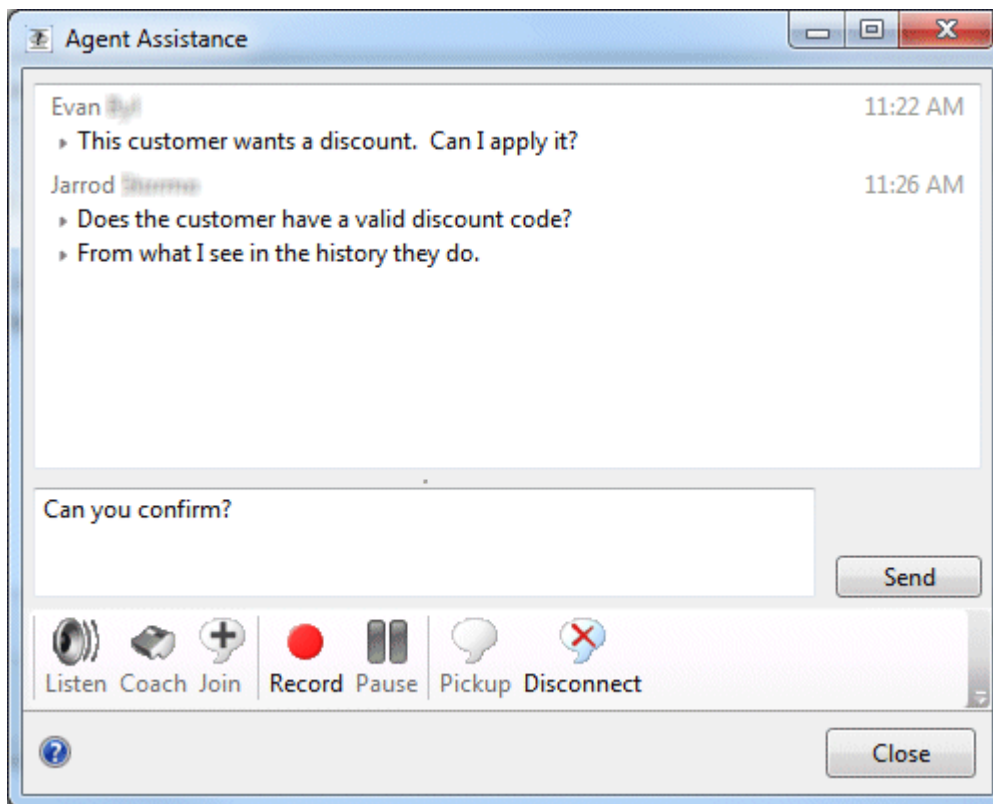 Agent Assistance
Evan
11:22 AM
This customer wants a discount.  Can I apply it?
Jarrod
11:26 AM
Does the customer have a valid discount code?
From what I see in the history they do.
Can you confirm?
Send
Listen Coach Join Record Pause Pickup Disconnect
Close